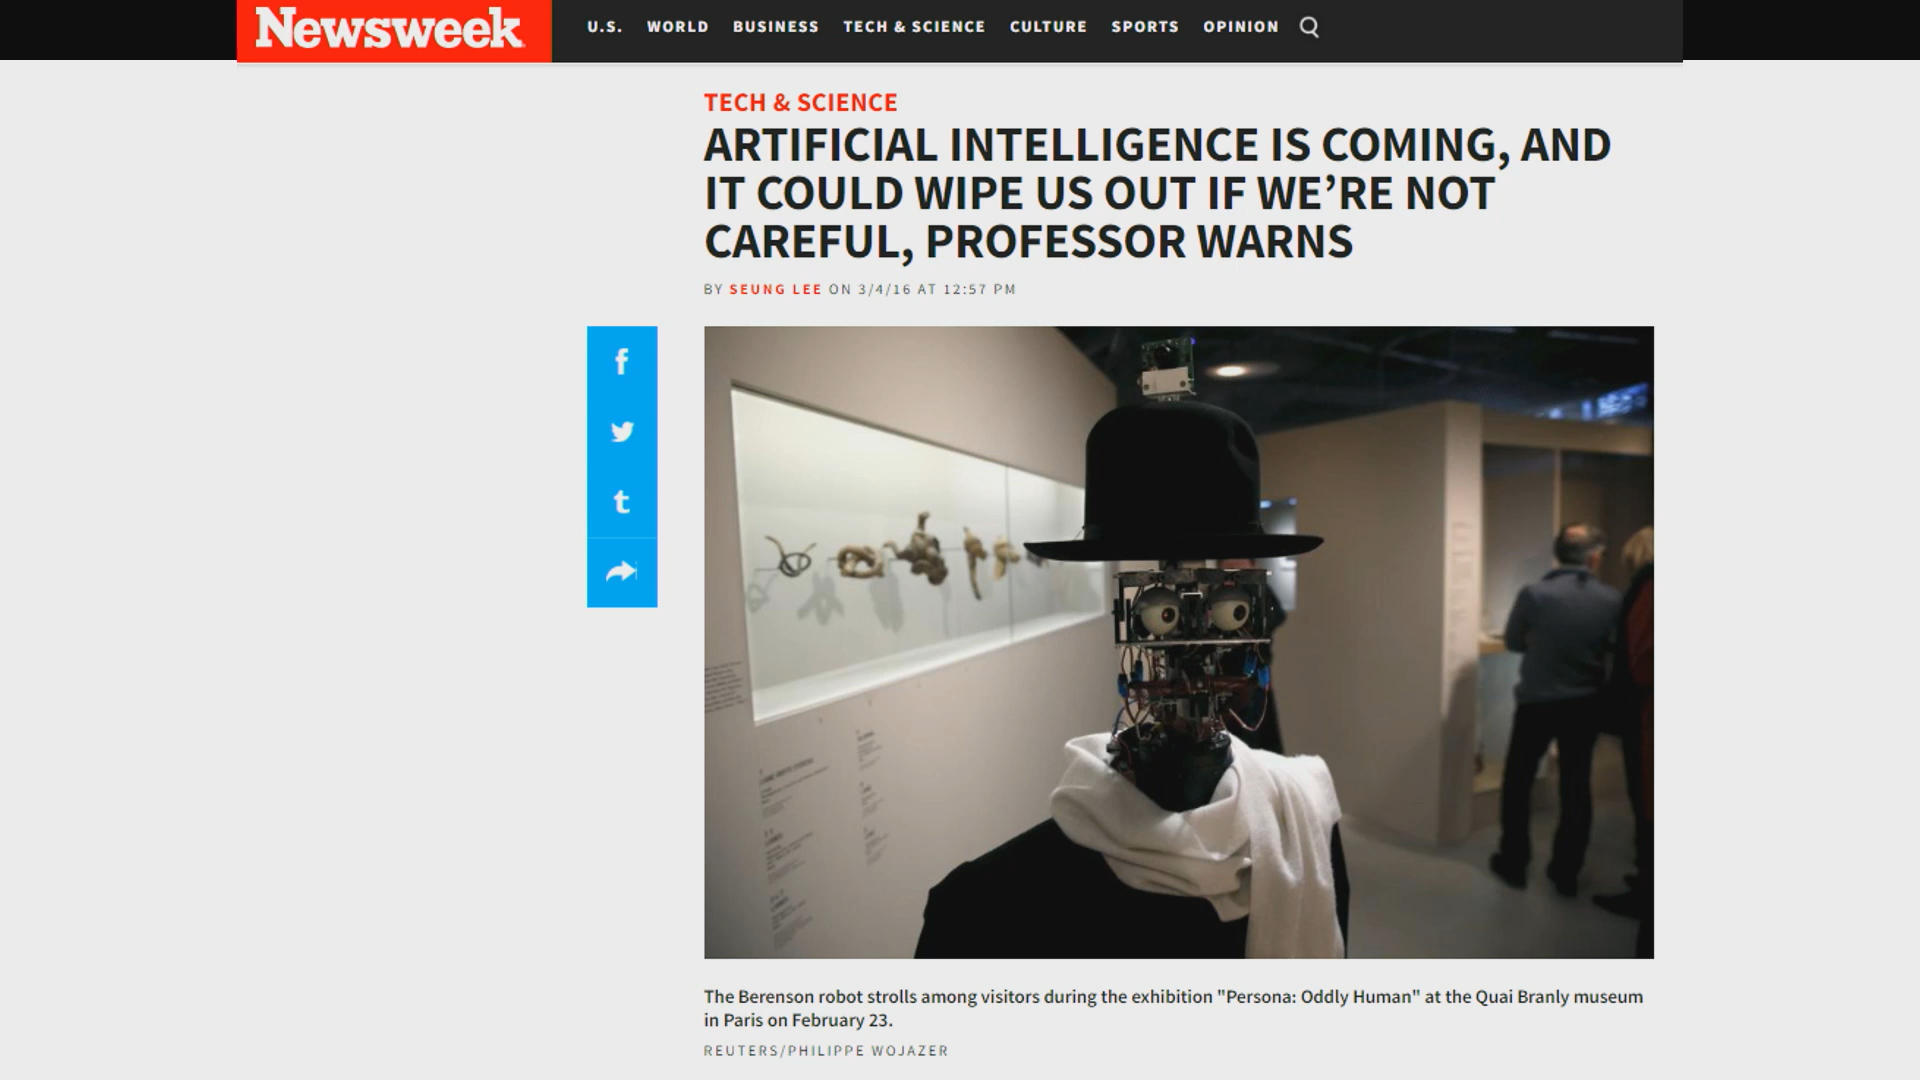 Newsweek
U.S. WORLD BUSINESS TECH & SCIENCE CULTURE SPORTS OPINION
TECH & SCIENCE
ARTIFICIAL INTELLIGENCE IS COMING, AND
IT COULD WIPE US OUT IF WE’RE NOT
CAREFUL, PROFESSOR WARNS
BY SEUNG LEE ON 3/4/16 AT 12:57 PM
The Berenson robot strolls among visitors during the exhibition "Persona: Oddly Human" at the Quai Branly museum
in Paris on February 23.
REUTERS/PHILIPPE WOJAZER